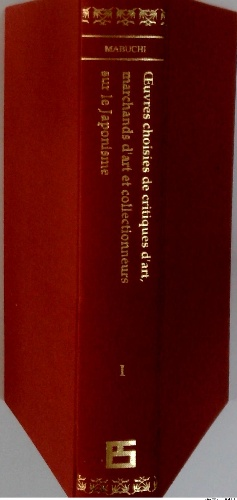 MABUCHI
Œuvres choisies de critiques d'art,
marchands d'art et collectionneurs
sur le Japonisme
I